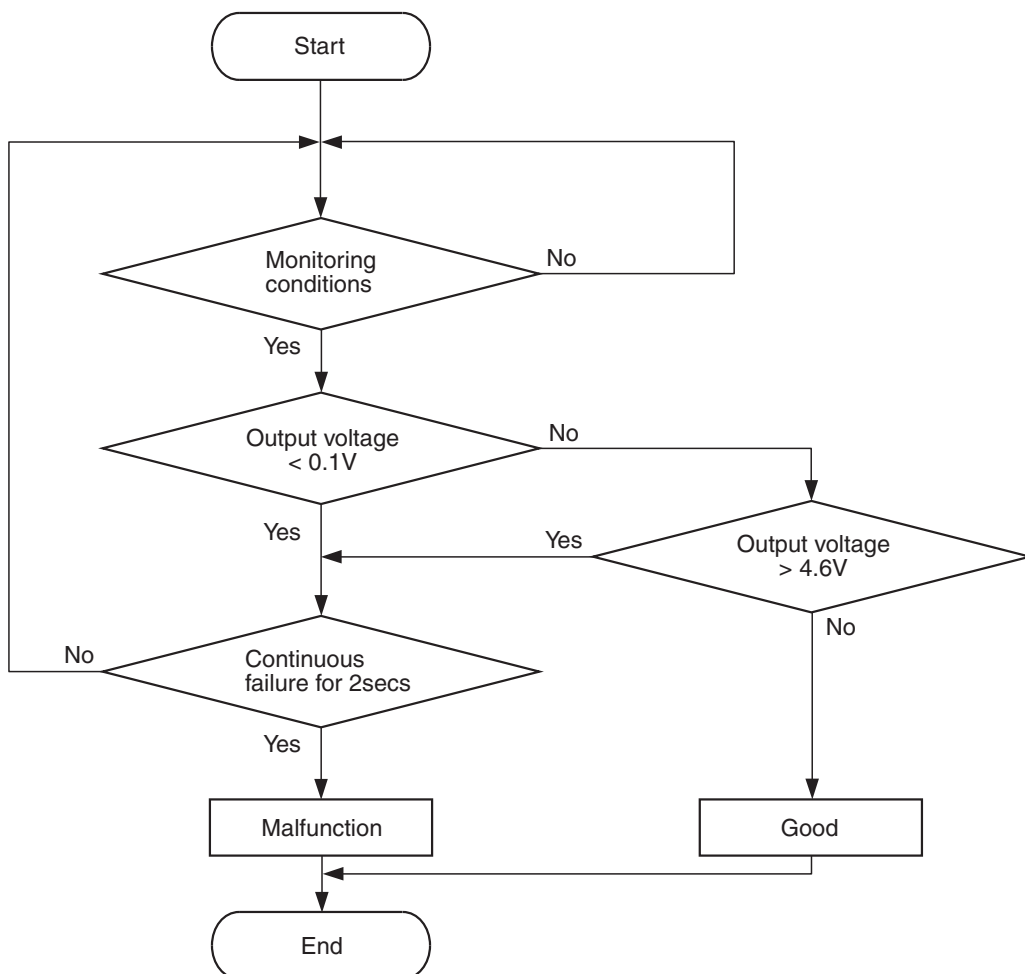 Start
Monitoring
conditions
No
Yes
Output voltage
< 0.1V
No
Yes
Yes
Output voltage
> 4.6V
No
No
Continuous
failure for 2secs
Yes
Malfunction
Good
End